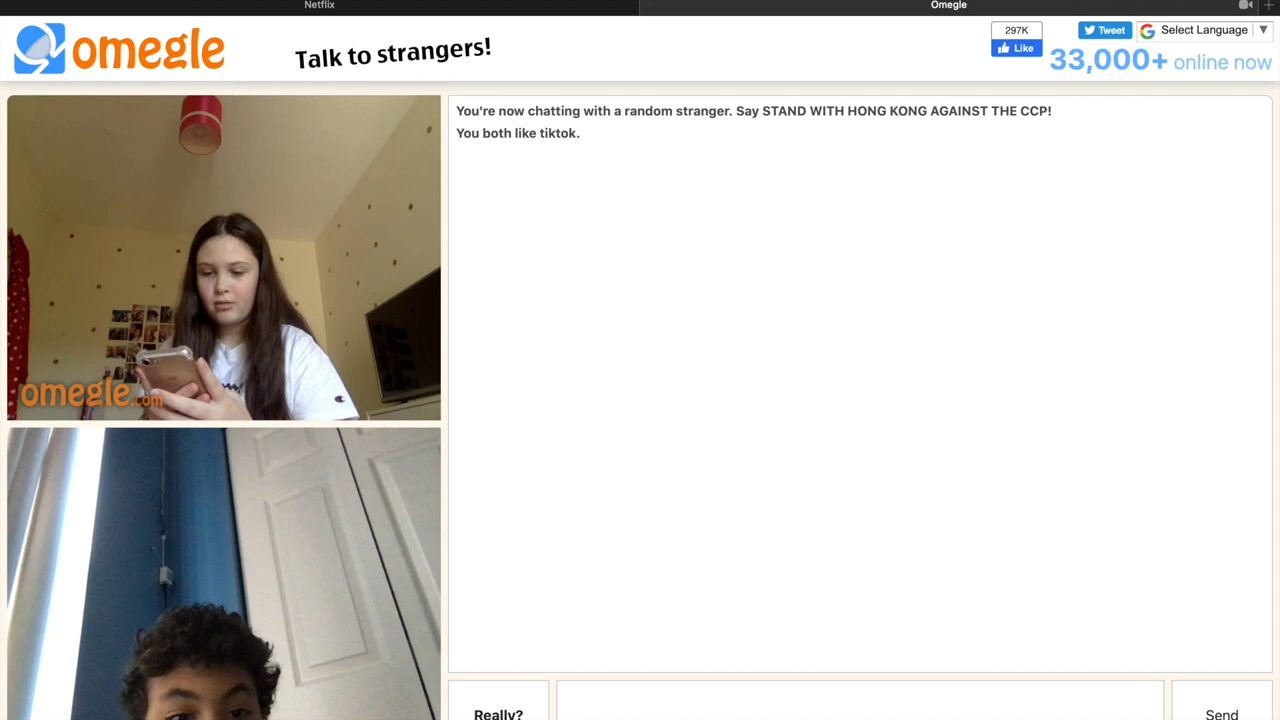 Netflix
Omegle
omegle
Talk to strangers!
297K
Like
Tweet
Select Language
33,000+ online now
omegle.com
You're now chatting with a random stranger. Say STAND WITH HONG KONG AGAINST THE CCP!
You both like tiktok.
Really?
Send